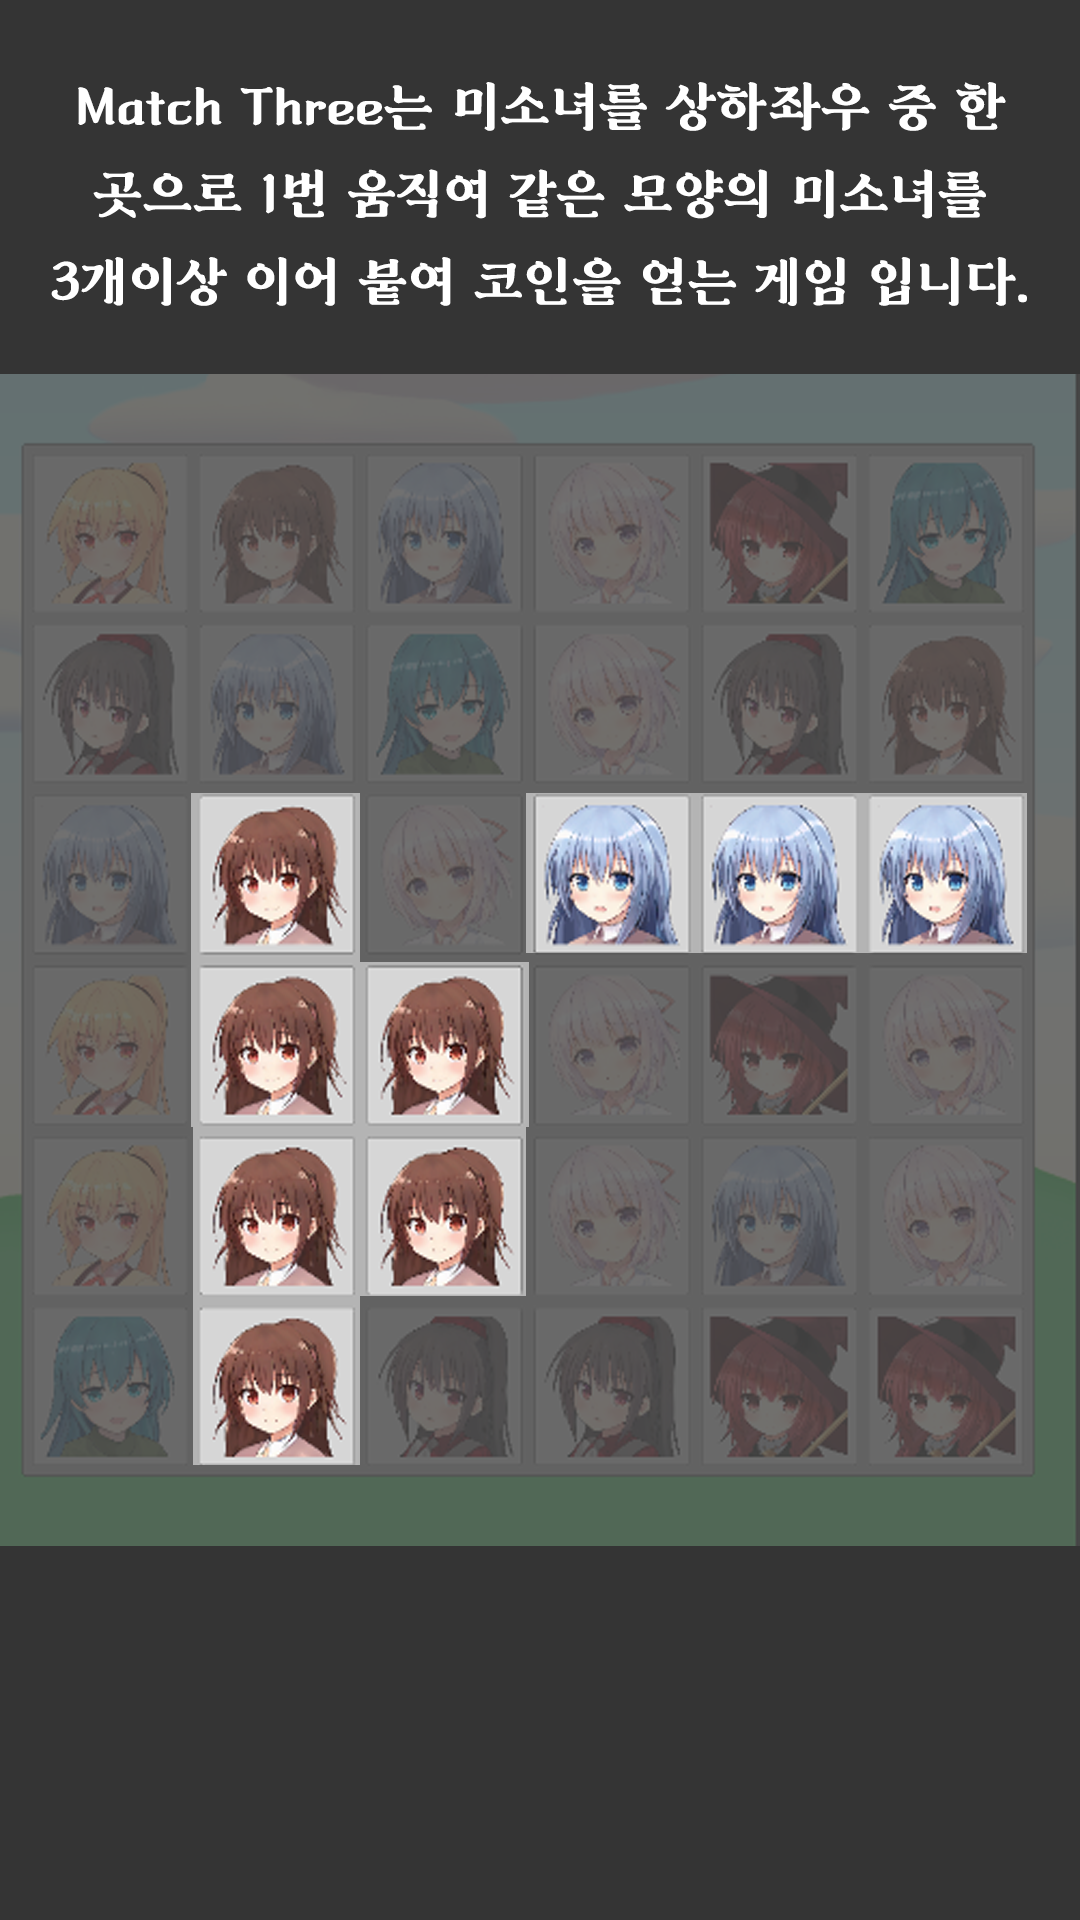 Match Three는 미소녀를 상하좌우 중 한
곳으로 1번 움직여 같은 모양의 미소녀를
3개이상 이어 붙여 코인을 얻는 게임 입니다.